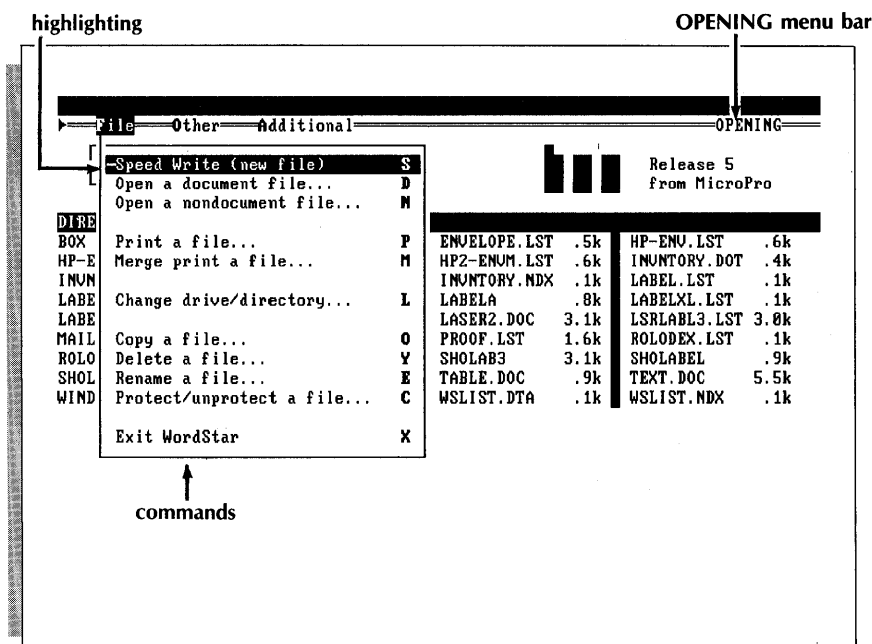 highlighting
OPENING menu bar
File Other Additional OPENING
Speed Write (new file) S
Open a document file... D
Open a nondocument file... N
Print a file... P
Merge print a file... M
Change drive/directory... L
Copy a file... O
Delete a file... Y
Rename a file... E
Protect/unprotect a file... C
Exit WordStar X
Release 5
from MicroPro
DIRE
BOX
HP-E
INVN
LABE
LABE
MAIL
ROLO
SHOL
WIND
ENVELOPE.LST .5k HP-ENV.LST .6k
HP2-ENVM.LST .6k INVNTORY.DOT .4k
INVNTORY.NDX .1k LABEL.LST .1k
LABELA .8k LABELXL.LST .1k
LASER2.DOC 3.1k LSRLABL3.LST 3.0k
PROOF.LST 1.6k ROLODEX.LST .1k
SHOLAB3 3.1k SHOLABEL .9k
TABLE.DOC .9k TEXT.DOC 5.5k
WSLIST.DTA .1k WSLIST.NDX .1k
commands